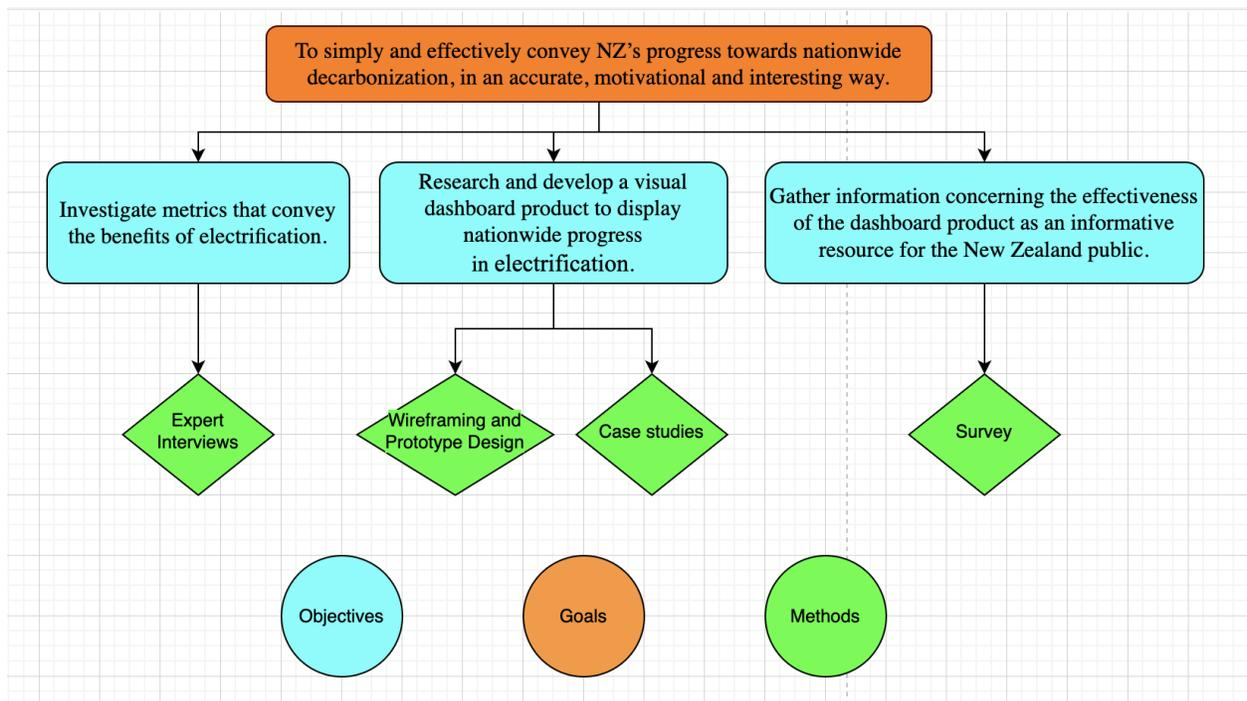 To simply and effectively convey NZ’s progress towards nationwide
decarbonization, in an accurate, motivational and interesting way.
Investigate metrics that convey
the benefits of electrification.
Research and develop a visual
dashboard product to display
nationwide progress
in electrification.
Gather information concerning the effectiveness
of the dashboard product as an informative
resource for the New Zealand public.
Expert
Interviews
Wireframing and
Prototype Design
Case studies
Survey
Objectives
Goals
Methods